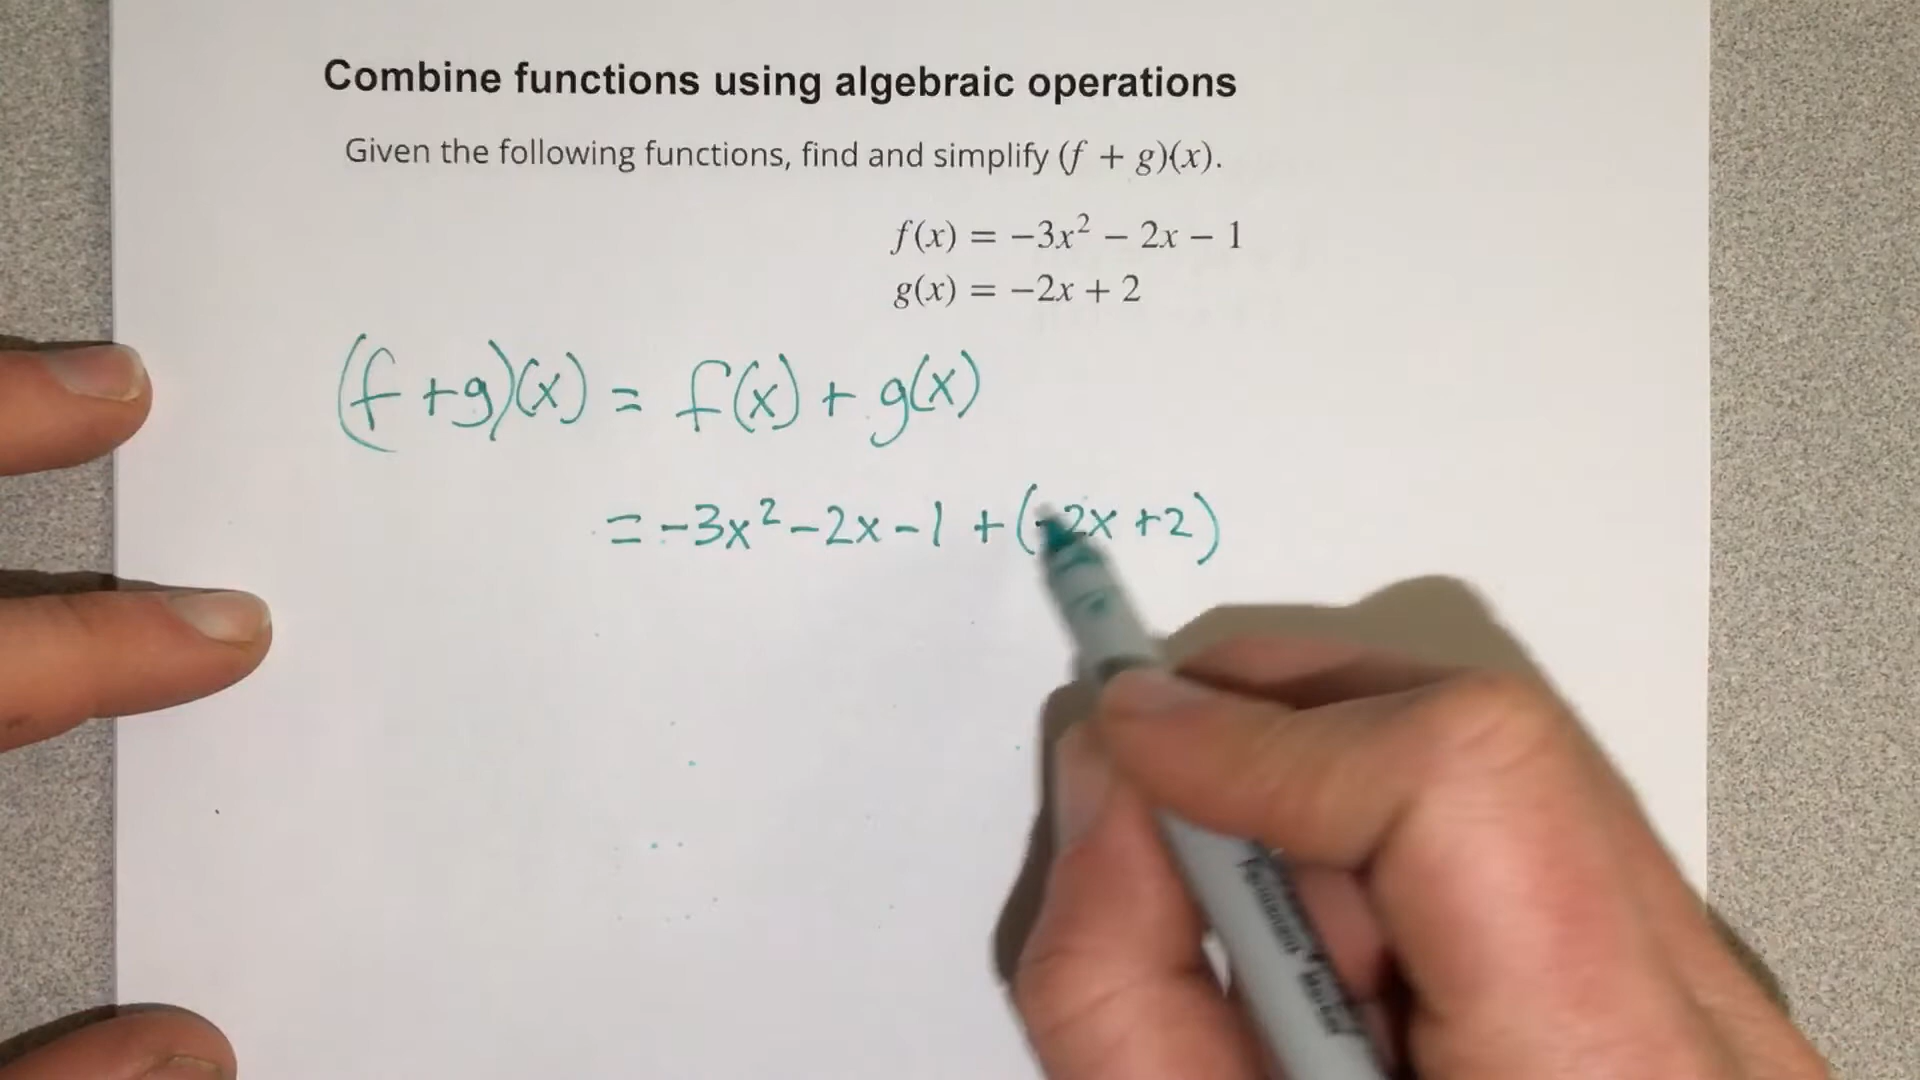 Combine functions using algebraic operations
Given the following functions, find and simplify (f + g)(x).
f(x) = −3x² − 2x − 1
g(x) = −2x + 2
(f+g)(x) = f(x) + g(x)
= -3x² - 2x - 1 + (-2x + 2)